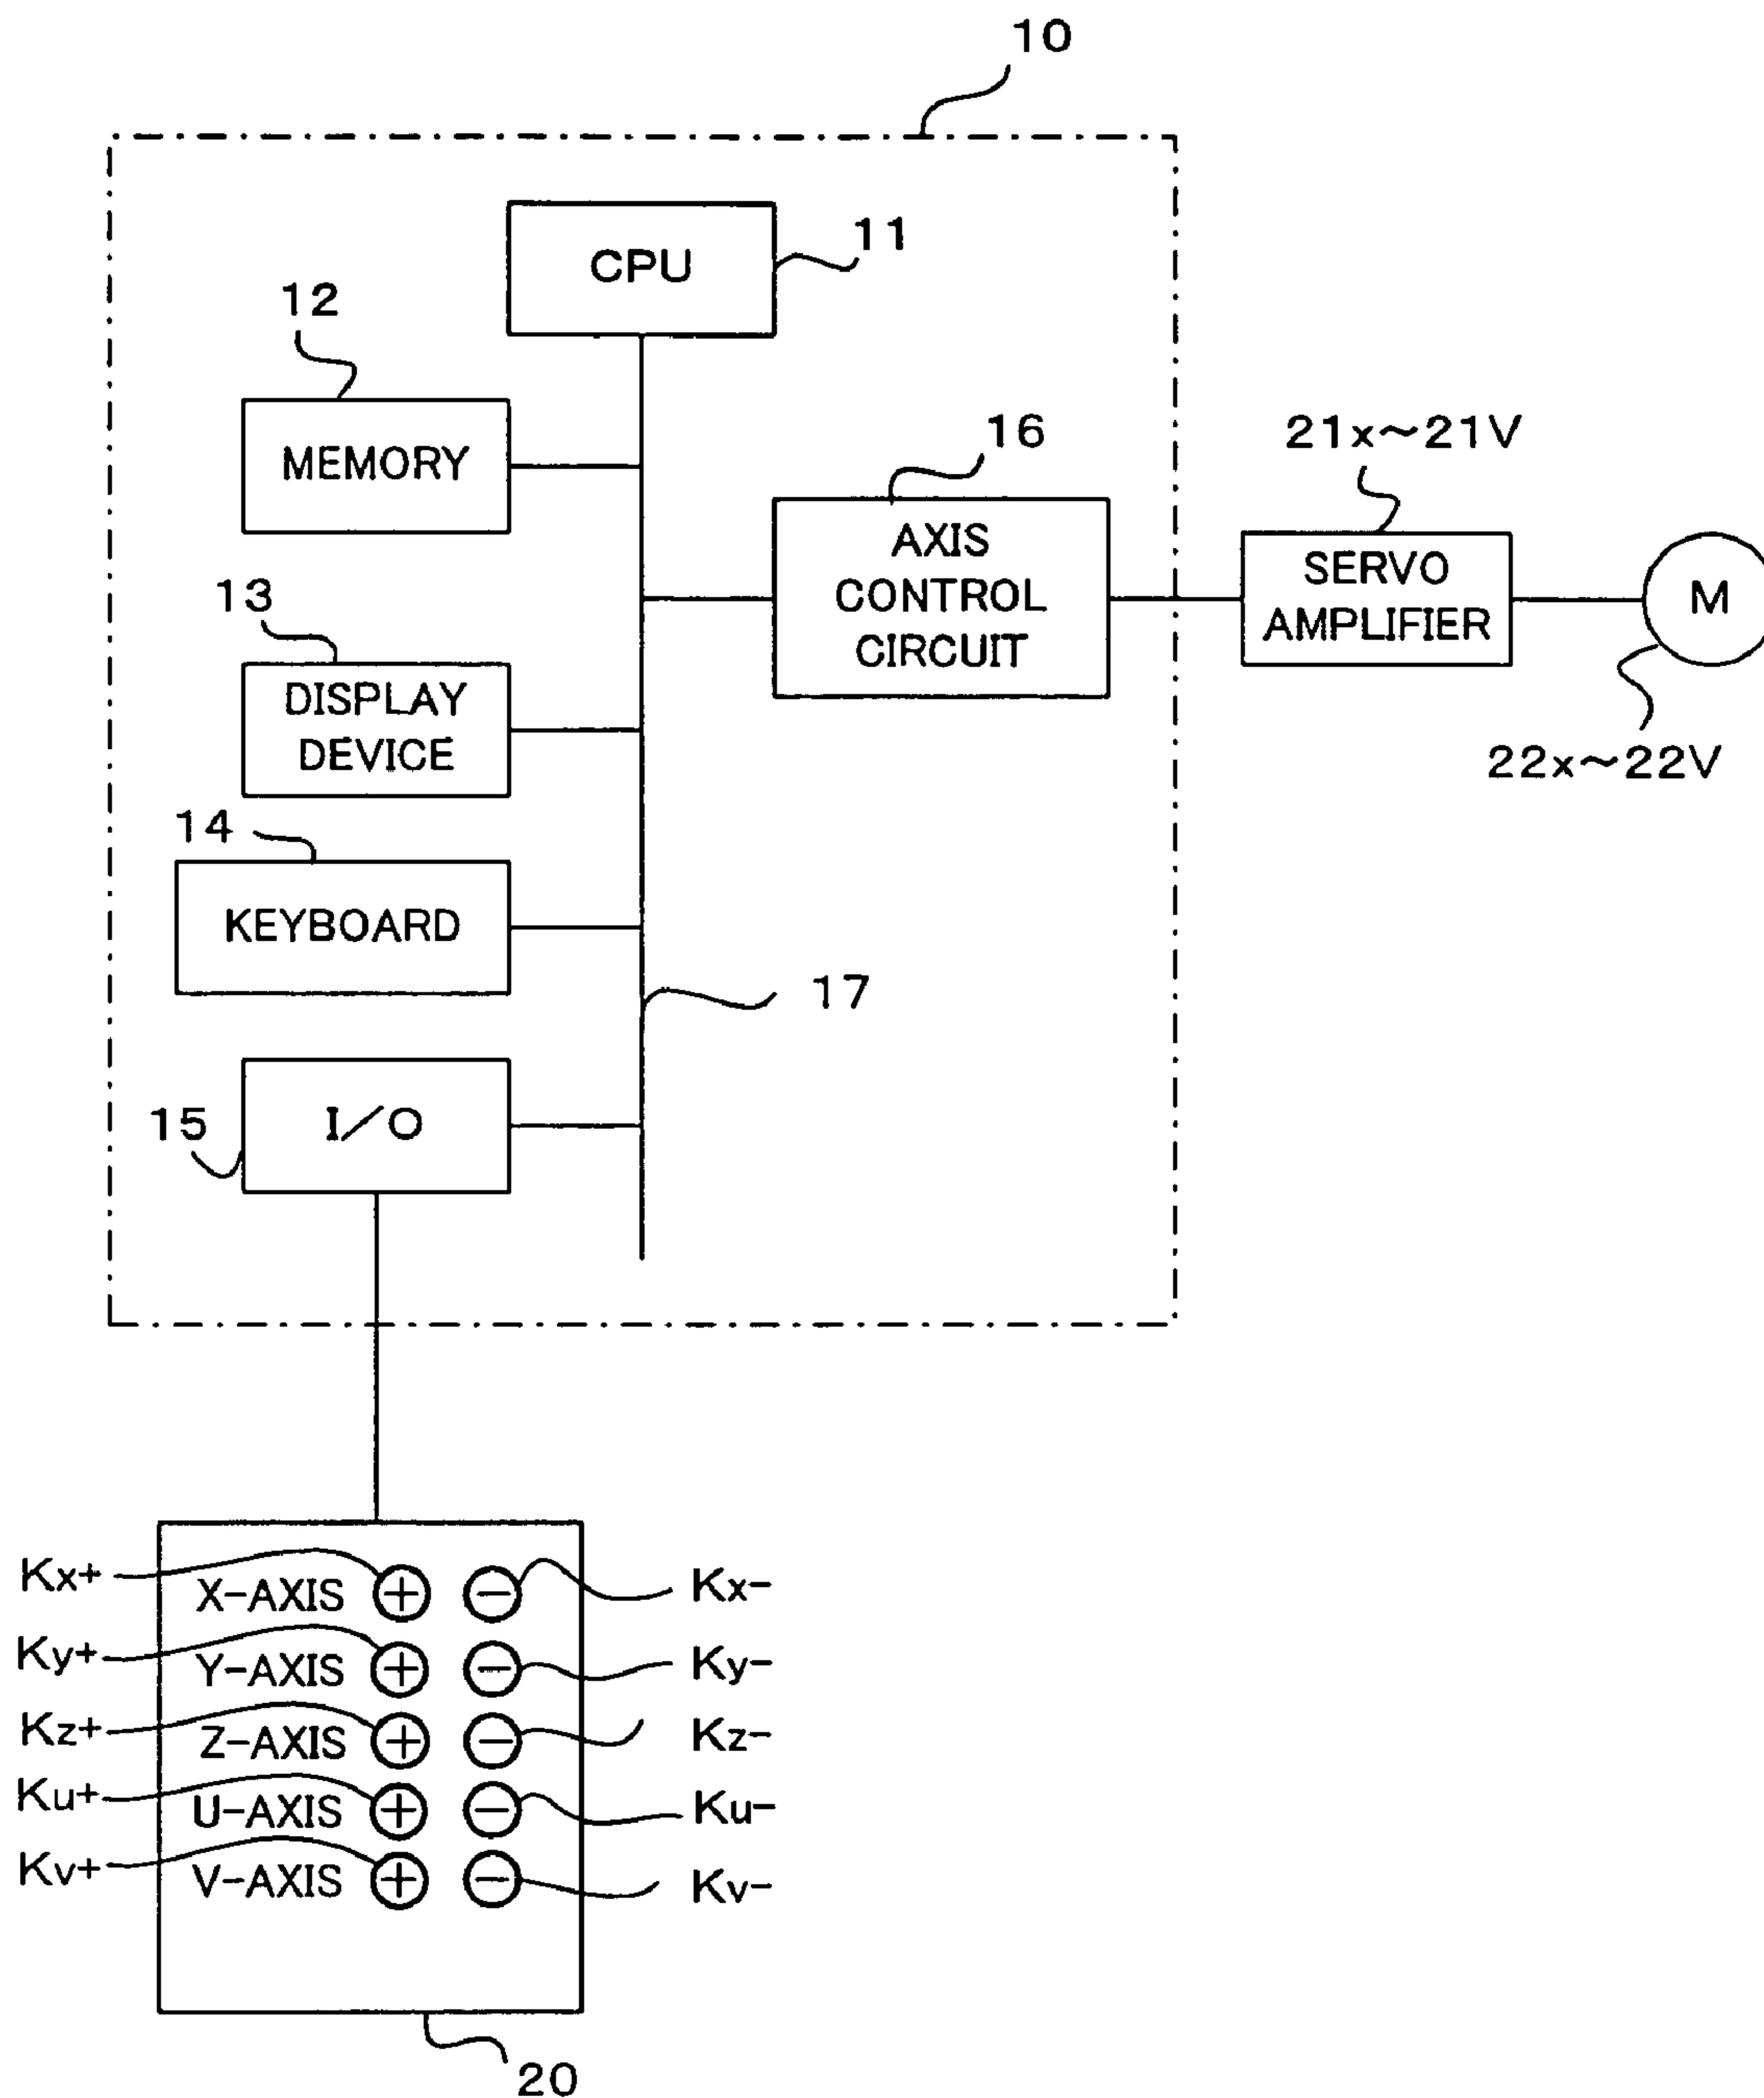 10
CPU
11
12
MEMORY
16
AXIS
CONTROL
CIRCUIT
21x～21V
SERVO
AMPLIFIER
M
22x～22V
13
DISPLAY
DEVICE
14
KEYBOARD
17
15
I/O
Kx+
X-AXIS
+
−
Kx-
Ky+
Y-AXIS
+
−
Ky-
Kz+
Z-AXIS
+
−
Kz-
Ku+
U-AXIS
+
−
Ku-
Kv+
V-AXIS
+
−
Kv-
20